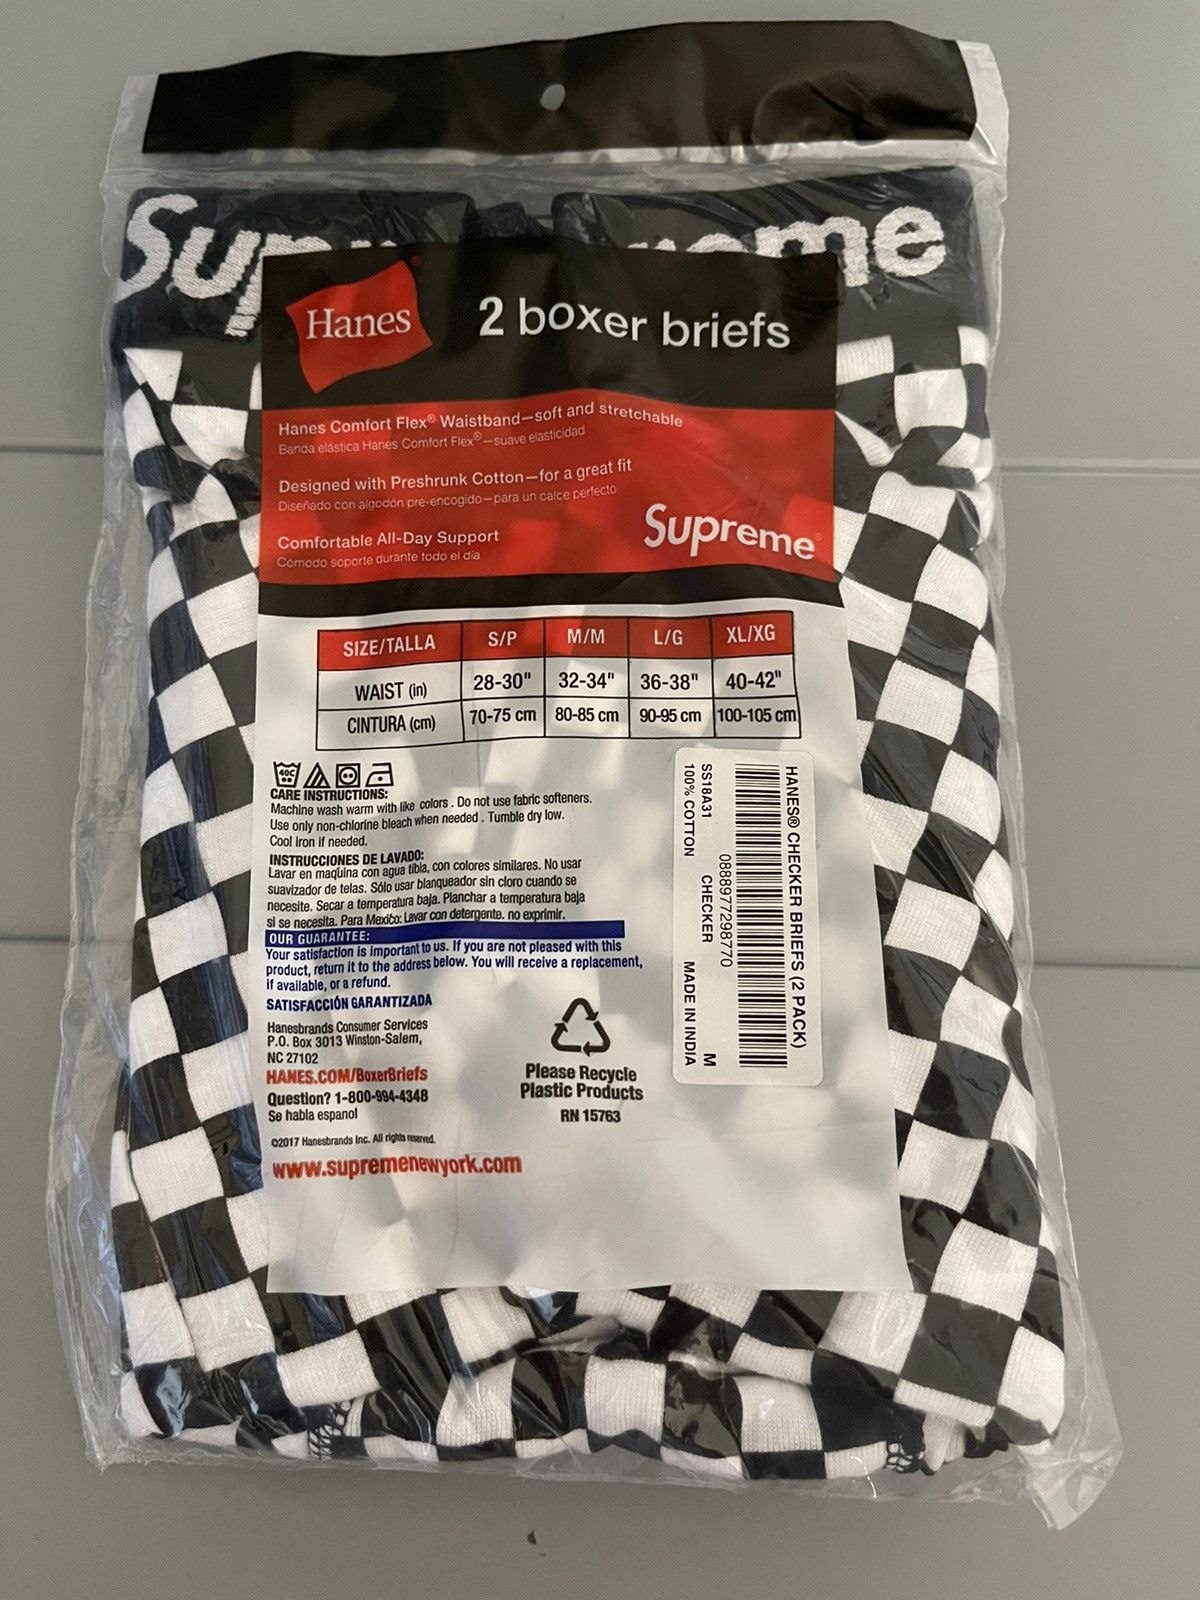 Supreme
Hanes®
2 boxer briefs
Hanes Comfort Flex® Waistband—soft and stretchable
Banda elástica Hanes Comfort Flex®—suave elasticidad
Designed with Preshrunk Cotton—for a great fit
Diseñado con algodón pre-encogido—para un calce perfecto
Comfortable All-Day Support
Cómodo soporte durante todo el día
Supreme®
SIZE/TALLA S/P M/M L/G XL/XG
WAIST (in) 28-30" 32-34" 36-38" 40-42"
CINTURA (cm) 70-75 cm 80-85 cm 90-95 cm 100-105 cm
40C
CARE INSTRUCTIONS:
Machine wash warm with like colors . Do not use fabric softeners.
Use only non-chlorine bleach when needed . Tumble dry low.
Cool iron if needed.
INSTRUCCIONES DE LAVADO:
Lavar en maquina con agua tibia, con colores similares. No usar
suavizador de telas. Sólo usar blanqueador sin cloro cuando se
necesite. Secar a temperatura baja. Planchar a temperatura baja
si se necesita. Para Mexico: Lavar con detergente. no exprimir.
OUR GUARANTEE:
Your satisfaction is important to us. If you are not pleased with this
product, return it to the address below. You will receive a replacement,
if available, or a refund.
SATISFACCIÓN GARANTIZADA
Hanesbrands Consumer Services
P.O. Box 3013 Winston-Salem,
NC 27102
HANES.COM/BoxerBriefs
Question? 1-800-994-4348
Se habla espanol
©2017 Hanesbrands Inc. All rights reserved.
www.supremenewyork.com
Please Recycle
Plastic Products
RN 15763
HANES® CHECKER BRIEFS (2 PACK)
0888977298770
SS18A31 CHECKER M
100% COTTON MADE IN INDIA